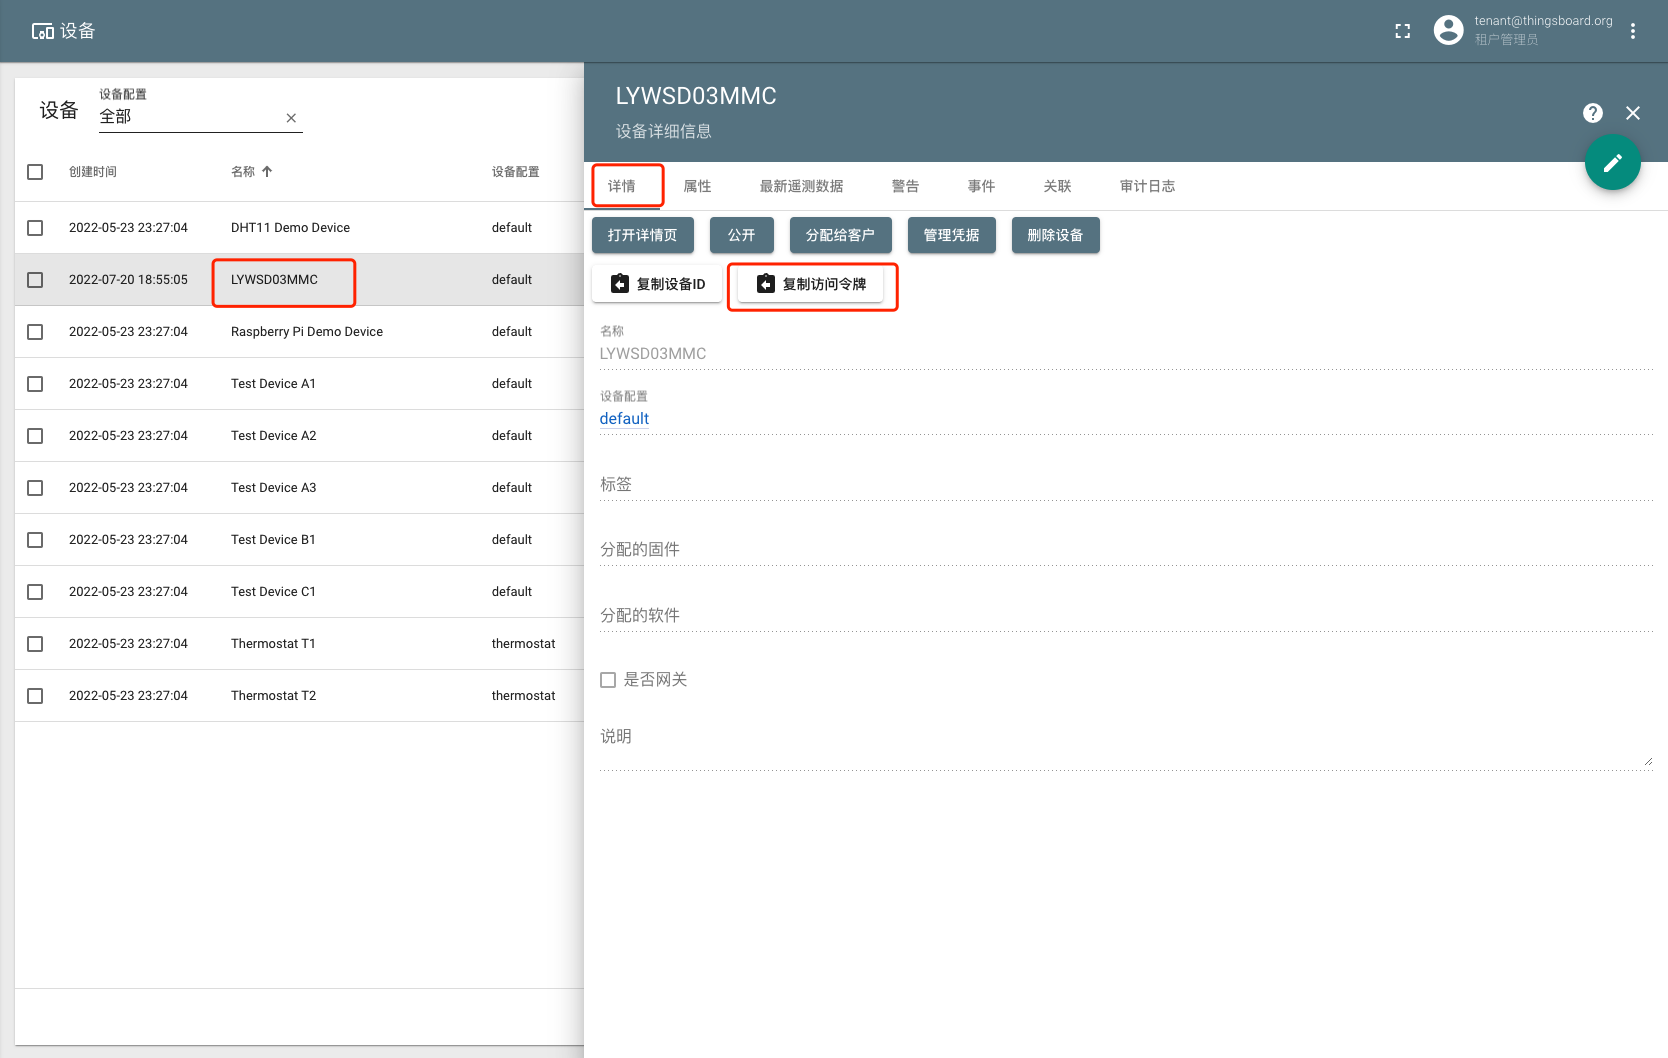 设备
tenant@thingsboard.org
租户管理员
设备
设备配置
全部
创建时间 名称 设备配置
2022-05-23 23:27:04 DHT11 Demo Device default
2022-07-20 18:55:05 LYWSD03MMC default
2022-05-23 23:27:04 Raspberry Pi Demo Device default
2022-05-23 23:27:04 Test Device A1 default
2022-05-23 23:27:04 Test Device A2 default
2022-05-23 23:27:04 Test Device A3 default
2022-05-23 23:27:04 Test Device B1 default
2022-05-23 23:27:04 Test Device C1 default
2022-05-23 23:27:04 Thermostat T1 thermostat
2022-05-23 23:27:04 Thermostat T2 thermostat
LYWSD03MMC
设备详细信息
详情 属性 最新遥测数据 警告 事件 关联 审计日志
打开详情页 公开 分配给客户 管理凭据 删除设备
复制设备ID 复制访问令牌
名称
LYWSD03MMC
设备配置
default
标签
分配的固件
分配的软件
是否网关
说明